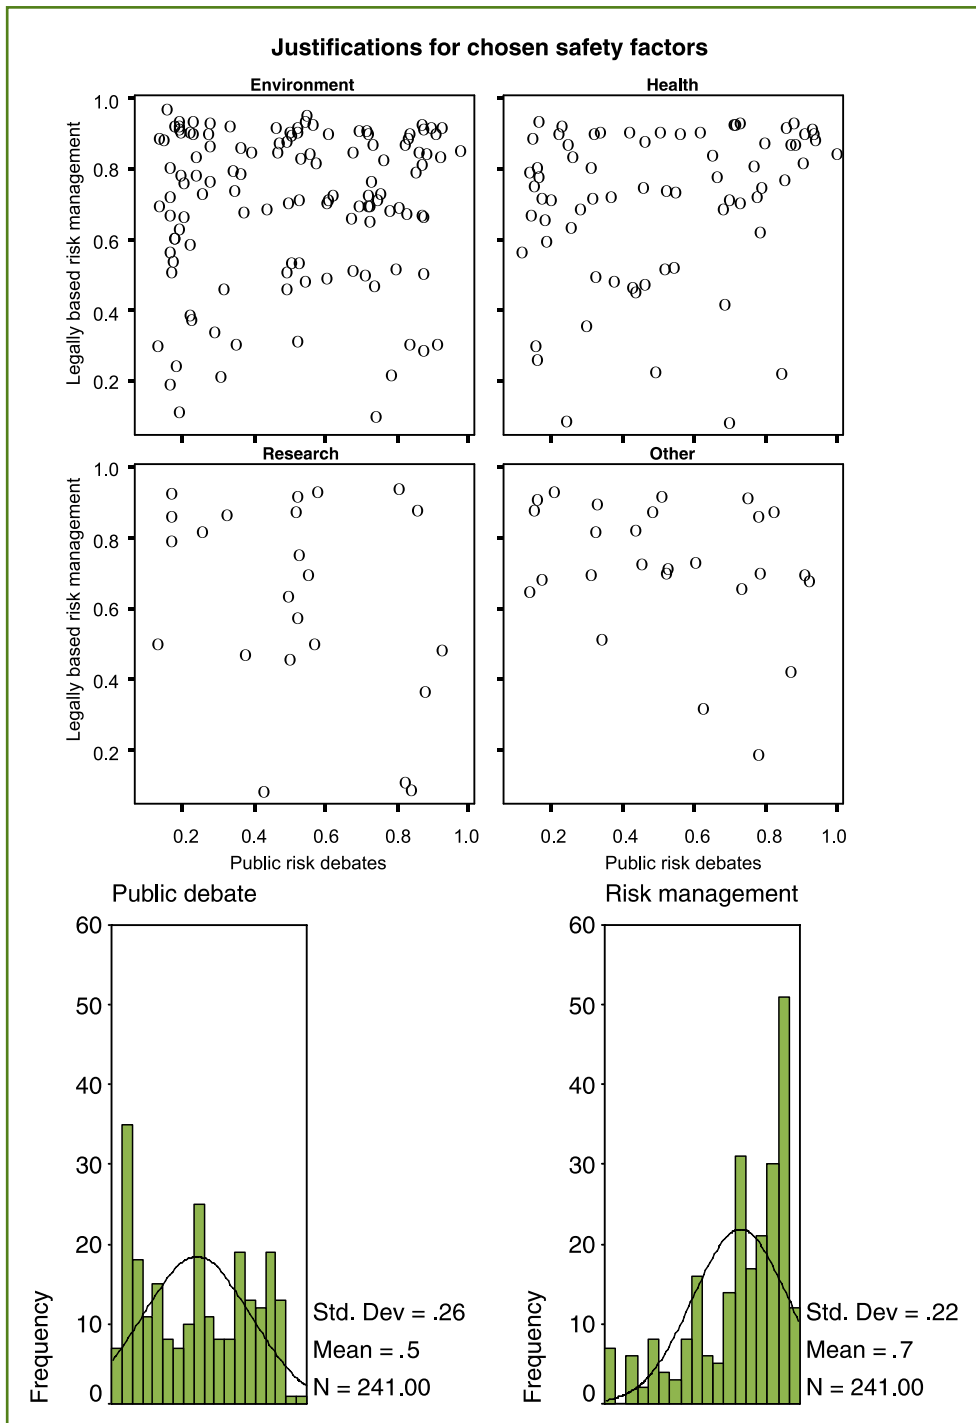 Justifications for chosen safety factors
Environment
Health
Legally based risk management
1.0
0.8
0.6
0.4
0.2
Research
Other
Legally based risk management
1.0
0.8
0.6
0.4
0.2
0.2 0.4 0.6 0.8 1.0
0.2 0.4 0.6 0.8 1.0
Public risk debates
Public risk debates
Public debate
Frequency
60
50
40
30
20
10
0
Std. Dev = .26
Mean = .5
N = 241.00
Risk management
Frequency
60
50
40
30
20
10
0
Std. Dev = .22
Mean = .7
N = 241.00